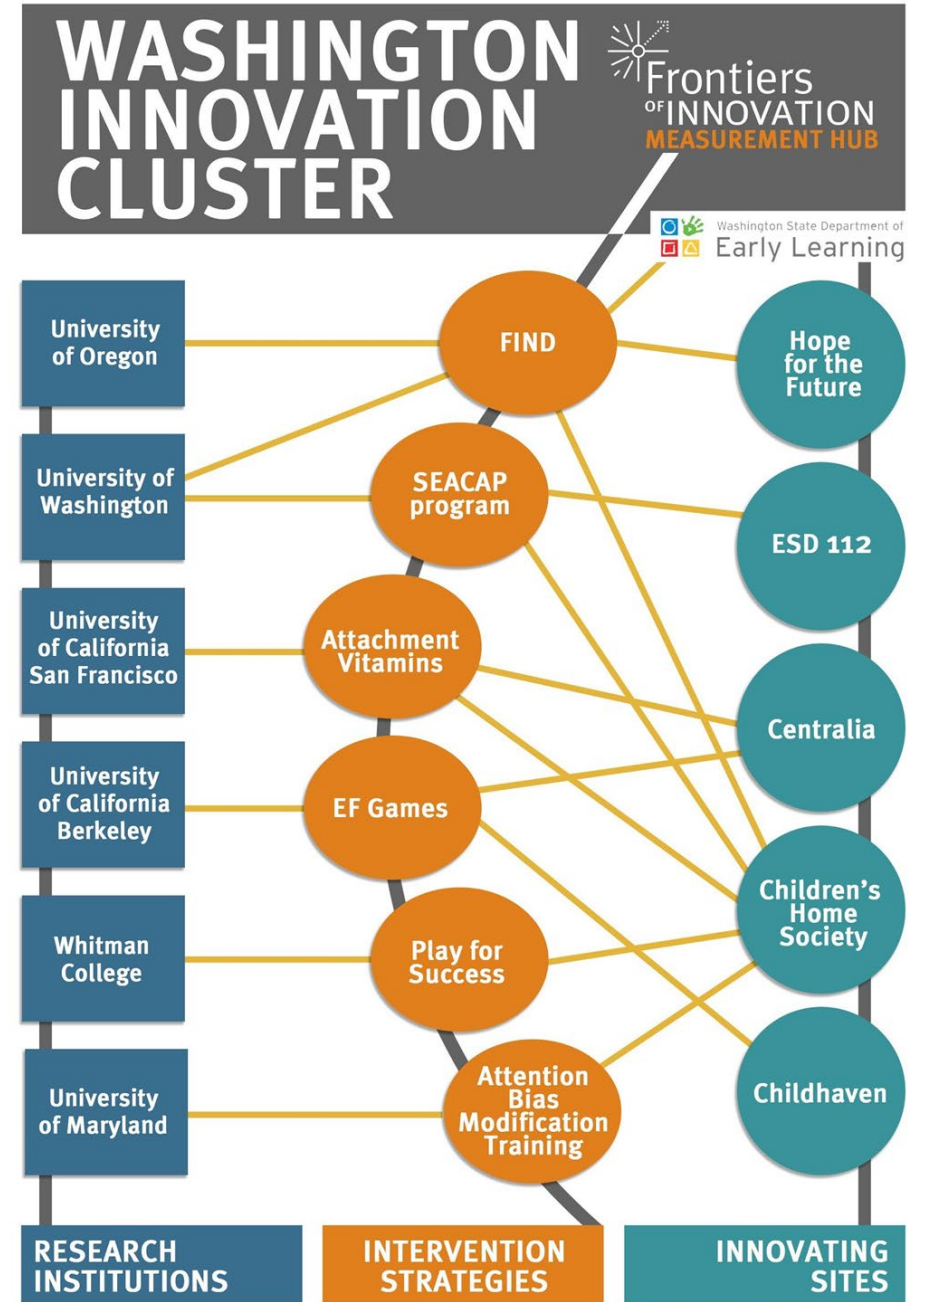 WASHINGTON
INNOVATION
CLUSTER
Frontiers
OF INNOVATION
MEASUREMENT HUB
Washington State Department of
Early Learning
University
of Oregon
FIND
Hope
for the
Future
University of
Washington
SEACAP
program
ESD 112
University
of California
San Francisco
Attachment
Vitamins
Centralia
University
of California
Berkeley
EF Games
Children's
Home
Society
Whitman
College
Play for
Success
University
of Maryland
Attention
Bias
Modification
Training
Childhaven
RESEARCH
INSTITUTIONS
INTERVENTION
STRATEGIES
INNOVATING
SITES